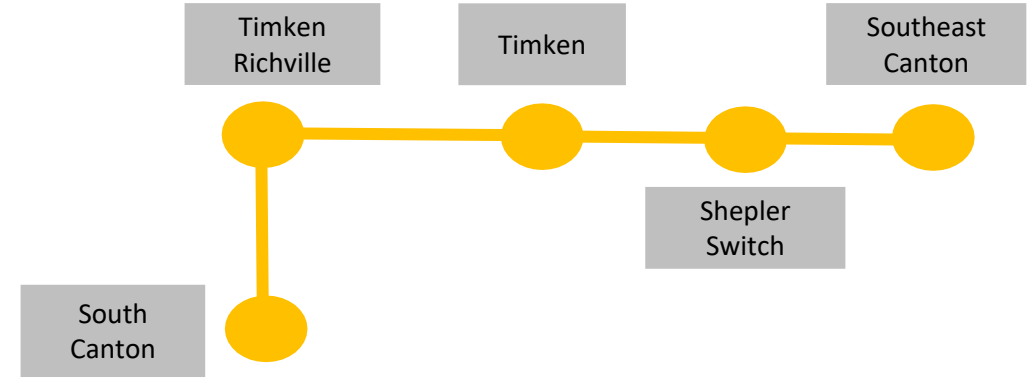 Timken
Richville
Timken
Southeast
Canton
Shepler
Switch
South
Canton